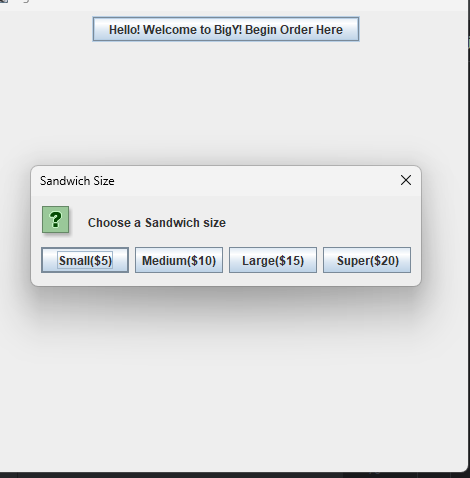 Hello! Welcome to BigY! Begin Order Here
Sandwich Size
?
Choose a Sandwich size
Small($5) Medium($10) Large($15) Super($20)